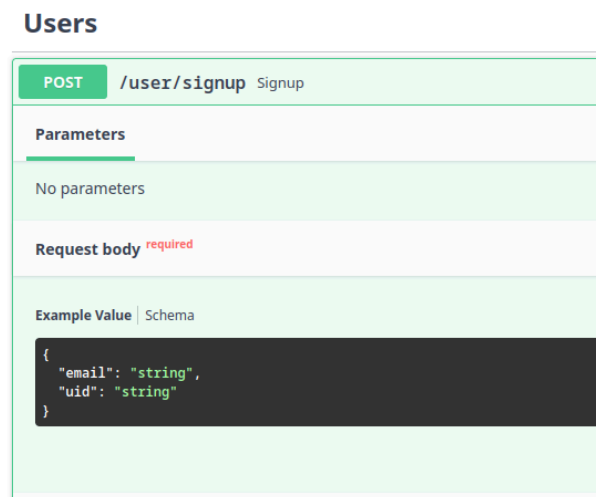 Users
POST /user/signup Signup
Parameters
No parameters
Request body required
Example Value Schema
{
  "email": "string",
  "uid": "string"
}